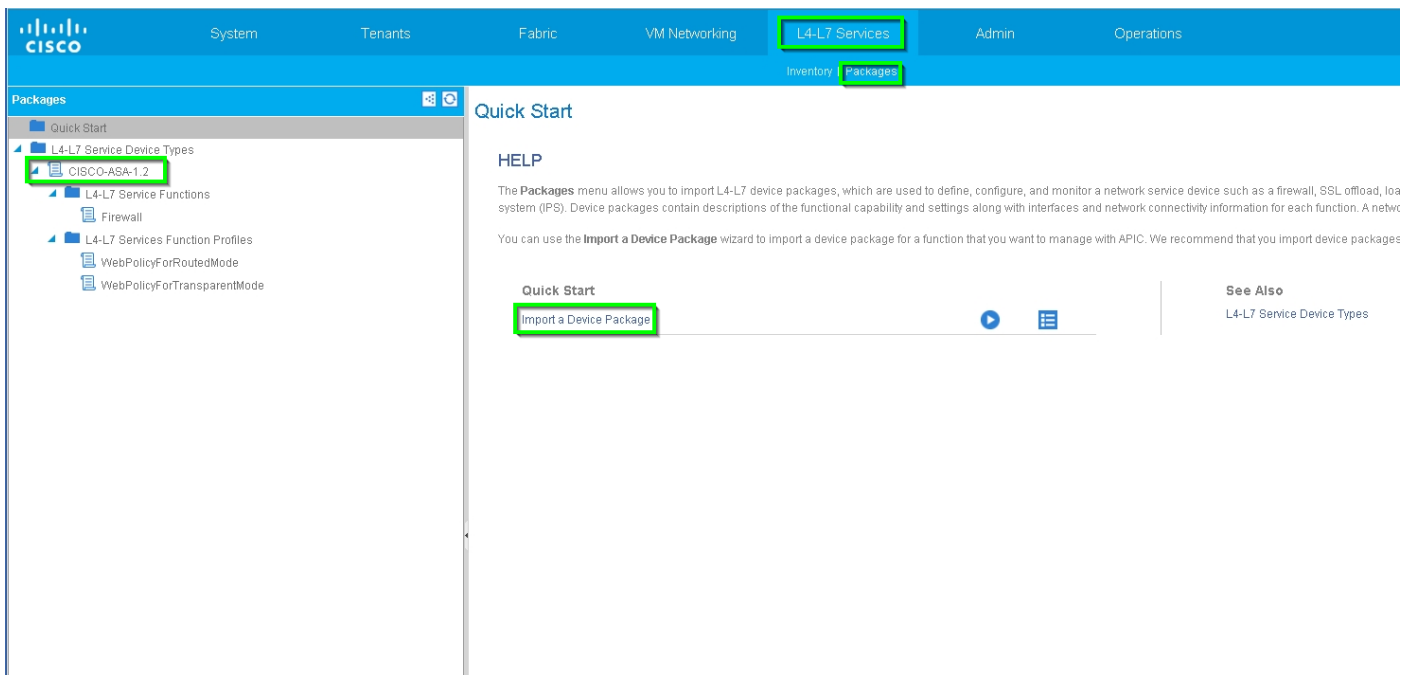 CISCO
System
Tenants
Fabric
VM Networking
L4-L7 Services
Admin
Operations
Inventory | Packages
Packages
Quick Start
L4-L7 Service Device Types
CISCO-ASA-1.2
L4-L7 Service Functions
Firewall
L4-L7 Services Function Profiles
WebPolicyForRoutedMode
WebPolicyForTransparentMode
Quick Start
HELP
The Packages menu allows you to import L4-L7 device packages, which are used to define, configure, and monitor a network service device such as a firewall, SSL offload, loa
system (IPS). Device packages contain descriptions of the functional capability and settings along with interfaces and network connectivity information for each function. A netwo
You can use the Import a Device Package wizard to import a device package for a function that you want to manage with APIC. We recommend that you import device packages
Quick Start
Import a Device Package
See Also
L4-L7 Service Device Types